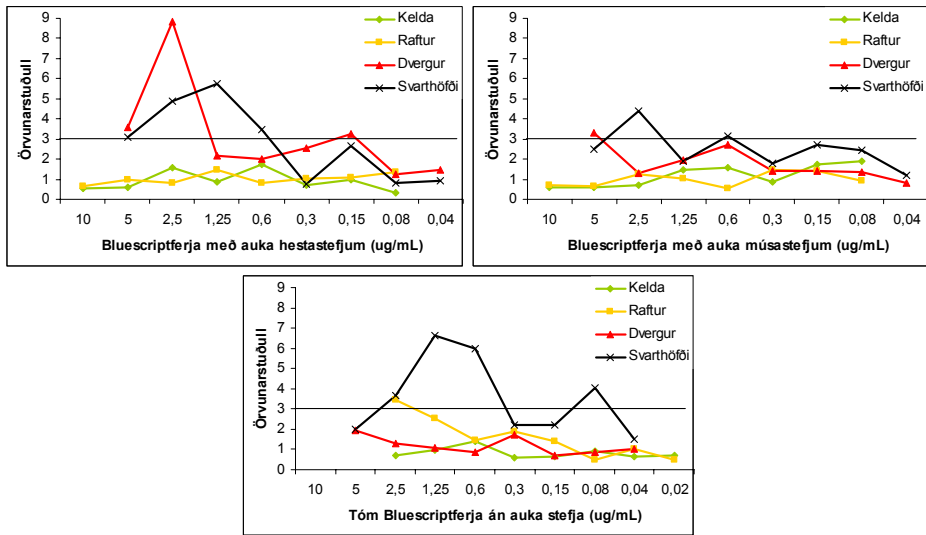 9
8
7
6
5
4
3
2
1
0
Örvunarstuðull
Kelda
Raftur
Dvergur
Svarthöfði
10 5 2,5 1,25 0,6 0,3 0,15 0,08 0,04
Bluescriptferja með auka hestastefjum (ug/mL)
9
8
7
6
5
4
3
2
1
0
Örvunarstuðull
Kelda
Raftur
Dvergur
Svarthöfði
10 5 2,5 1,25 0,6 0,3 0,15 0,08 0,04
Bluescriptferja með auka músastefjum (ug/mL)
9
8
7
6
5
4
3
2
1
0
Örvunarstuðull
Kelda
Raftur
Dvergur
Svarthöfði
10 5 2,5 1,25 0,6 0,3 0,15 0,08 0,04 0,02
Tóm Bluescriptferja án auka stefja (ug/mL)